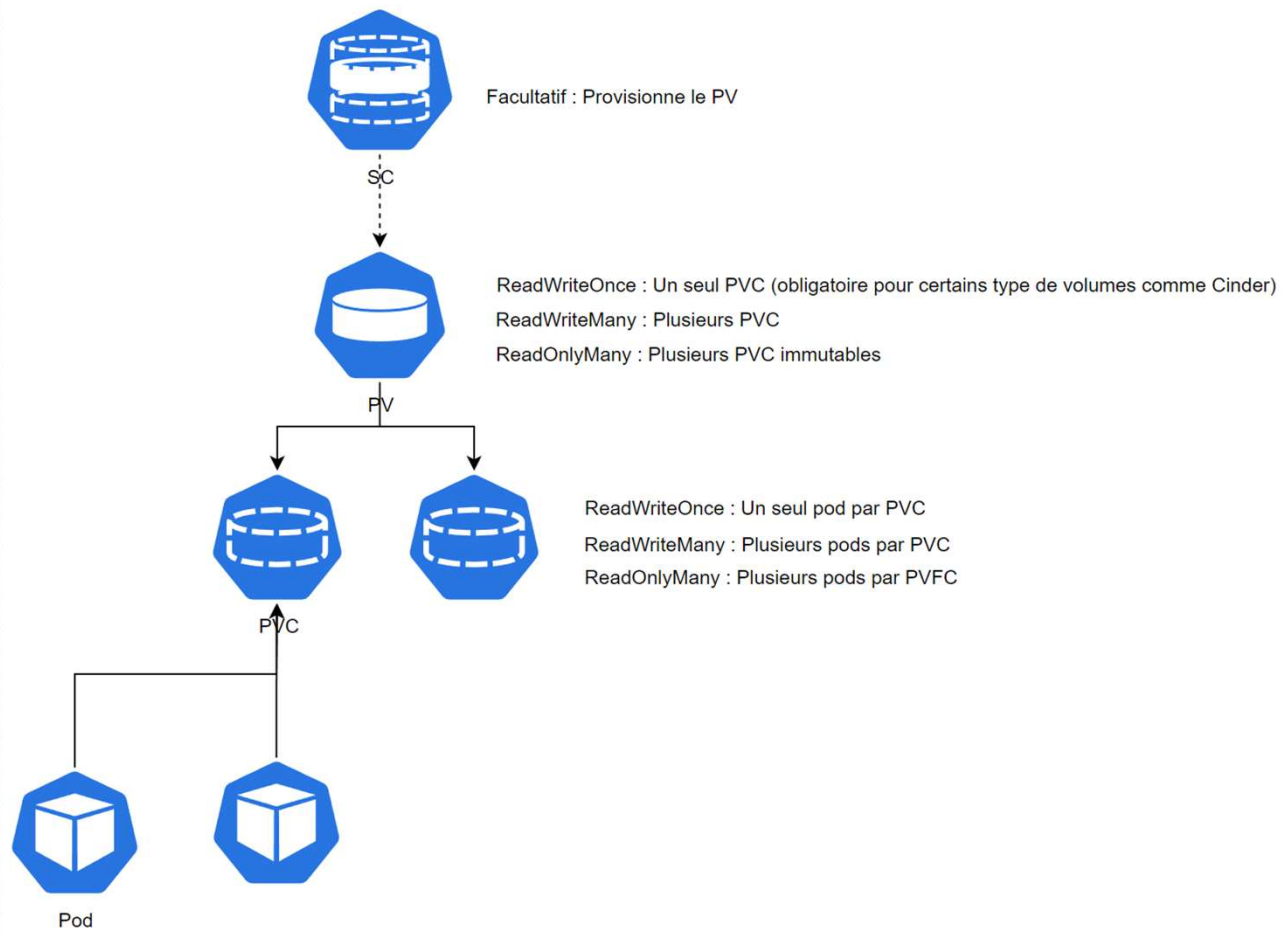 Facultatif : Provisionne le PV
SC
ReadWriteOnce : Un seul PVC (obligatoire pour certains type de volumes comme Cinder)
ReadWriteMany : Plusieurs PVC
ReadOnlyMany : Plusieurs PVC immutables
PV
ReadWriteOnce : Un seul pod par PVC
ReadWriteMany : Plusieurs pods par PVC
ReadOnlyMany : Plusieurs pods par PVFC
PVC
Pod